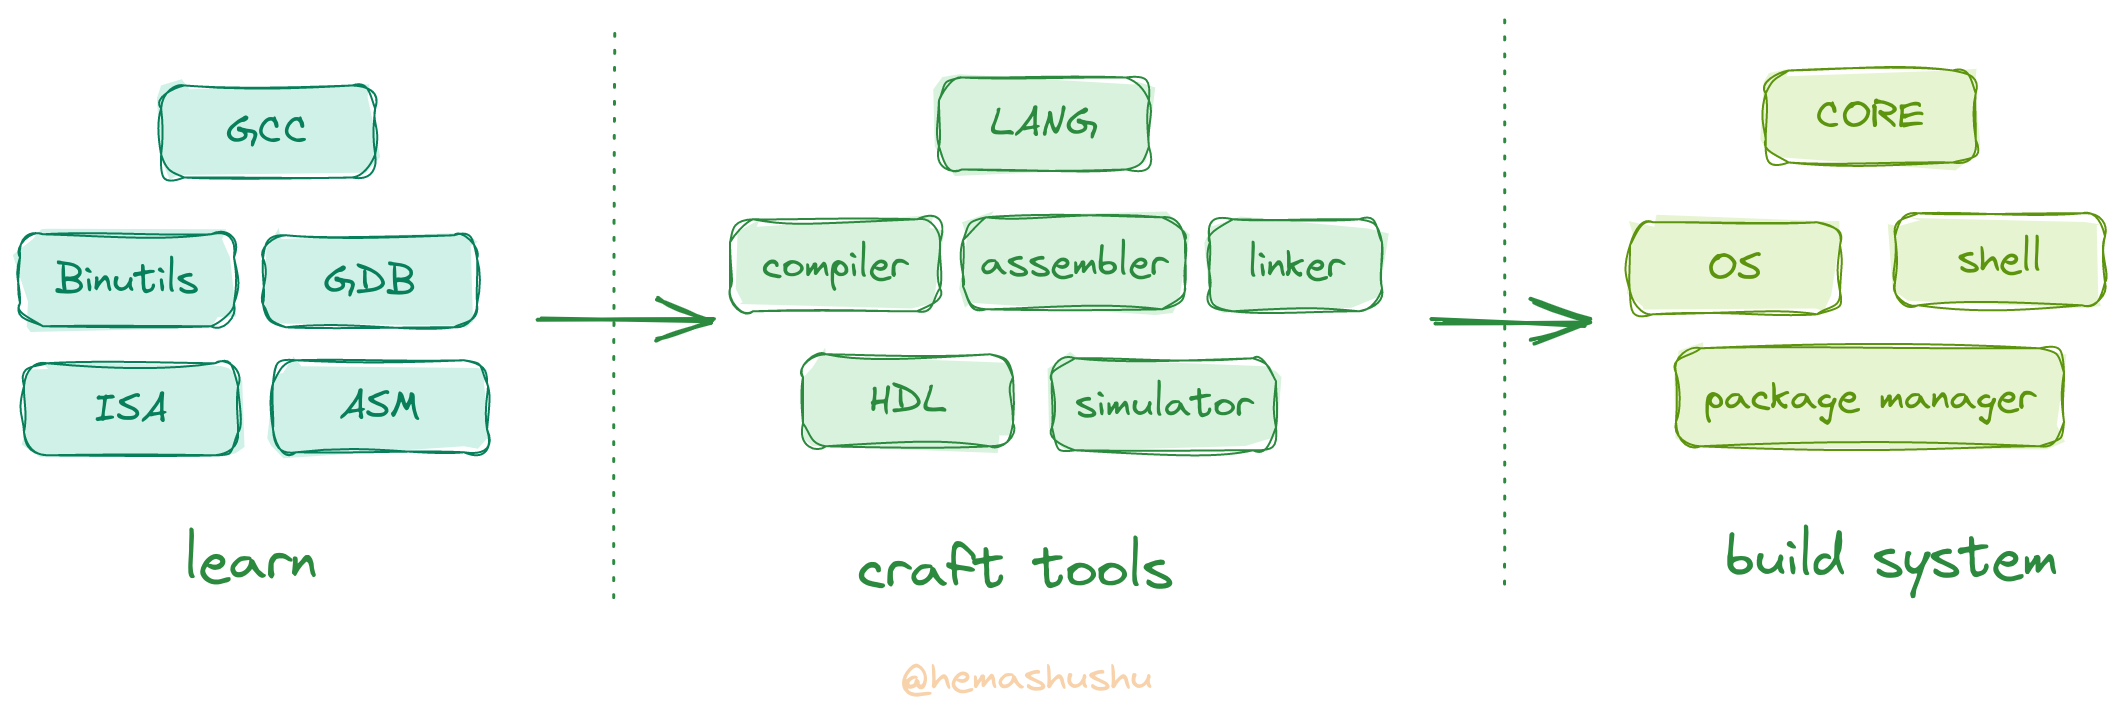 GCC
Binutils
GDB
ISA
ASM
learn
LANG
compiler
assembler
linker
HDL
simulator
craft tools
CORE
OS
shell
package manager
build system
@hemashushu